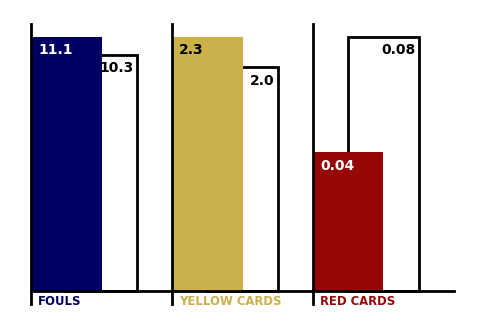 11.1
10.3
2.3
2.0
0.04
0.08
FOULS
YELLOW CARDS
RED CARDS